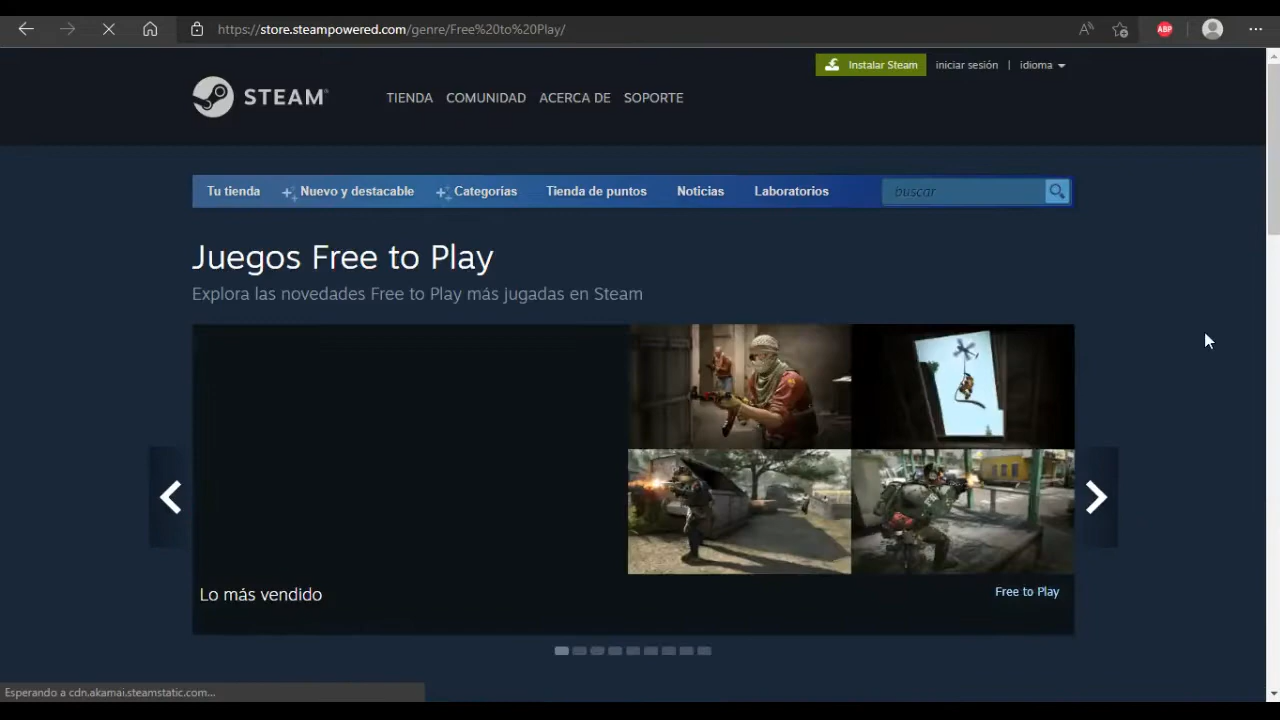 https://store.steampowered.com/genre/Free%20to%20Play/
ABP
Instalar Steam iniciar sesión | idioma
STEAM®
TIENDA COMUNIDAD ACERCA DE SOPORTE
Tu tienda Nuevo y destacable Categorías Tienda de puntos Noticias Laboratorios buscar
Juegos Free to Play
Explora las novedades Free to Play más jugadas en Steam
Lo más vendido
Free to Play
Esperando a cdn.akamai.steamstatic.com...